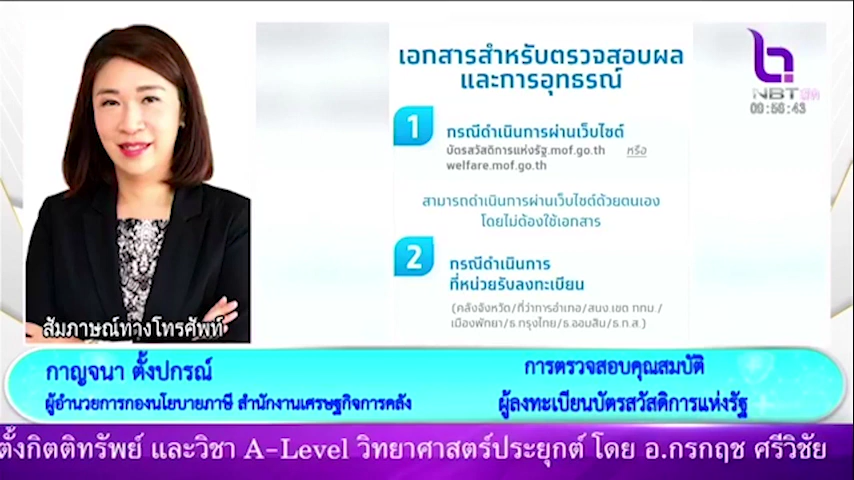 เอกสารสำหรับตรวจสอบผล
และการอุทธรณ์
1 กรณีดำเนินการผ่านเว็บไซต์
บัตรสวัสดิการแห่งรัฐ.mof.go.th หรือ
welfare.mof.go.th
สามารถดำเนินการผ่านเว็บไซต์ด้วยตนเอง
โดยไม่ต้องใช้เอกสาร
2 กรณีดำเนินการ
ที่หน่วยรับลงทะเบียน
(คลังจังหวัด/ที่ว่าการอำเภอ/สนง.เขต กทม./
เมืองพัทยา/ธ.กรุงไทย/ธ.ออมสิน/ธ.ก.ส.)
NBT
สัมภาษณ์ทางโทรศัพท์
กาญจนา ตั้งปกรณ์
ผู้อำนวยการกองนโยบายภาษี สำนักงานเศรษฐกิจการคลัง
การตรวจสอบคุณสมบัติ
ผู้ลงทะเบียนบัตรสวัสดิการแห่งรัฐ
ตั้งกิตติทรัพย์ และวิชา A-Level วิทยาศาสตร์ประยุกต์ โดย อ.กรกฤช ศรีวิชัย